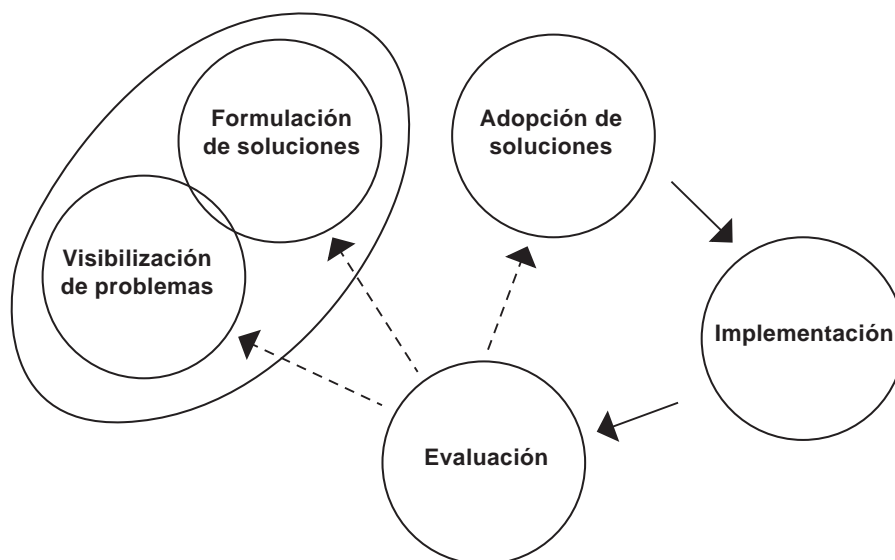 Formulación
de soluciones
Adopción de
soluciones
Visibilización
de problemas
Implementación
Evaluación